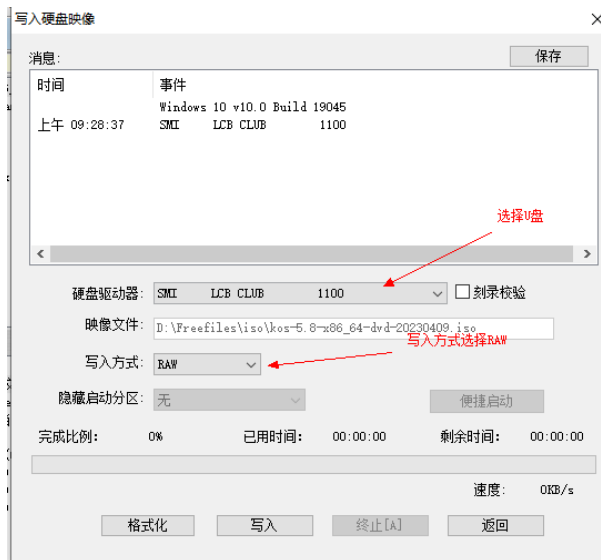 写入硬盘映像
消息:
保存
时间 事件
Windows 10 v10.0 Build 19045
上午 09:28:37 SMI LCB CLUB 1100
选择U盘
硬盘驱动器: SMI LCB CLUB 1100 刻录校验
映像文件: D:\Freefiles\iso\kos-5.8-x86_64-dvd-20230409.iso
写入方式选择RAW
写入方式: RAW
隐藏启动分区: 无 便捷启动
完成比例: 0% 已用时间: 00:00:00 剩余时间: 00:00:00
速度: 0KB/s
格式化 写入 终止[A] 返回